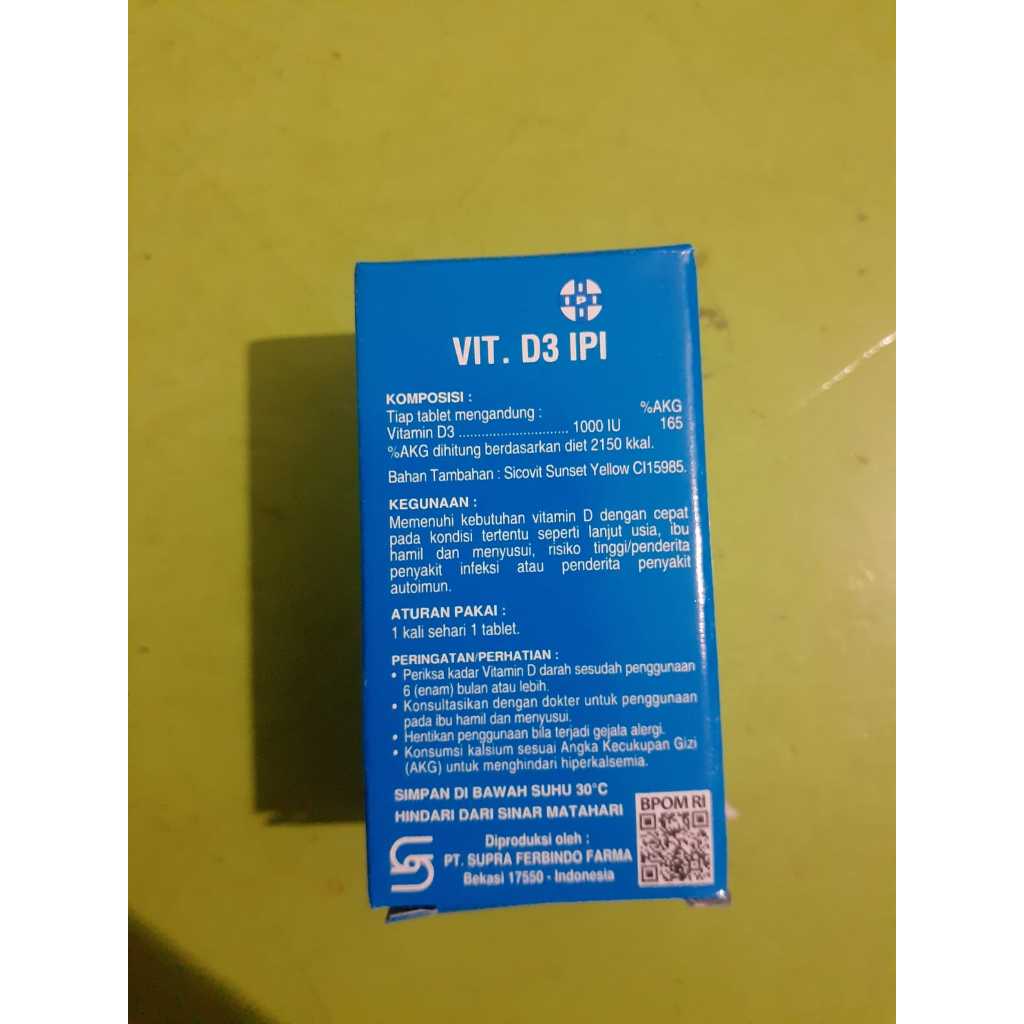 IPI
VIT. D3 IPI
KOMPOSISI :
Tiap tablet mengandung : %AKG
Vitamin D3 ............................. 1000 IU 165
%AKG dihitung berdasarkan diet 2150 kkal.
Bahan Tambahan : Sicovit Sunset Yellow CI15985.
KEGUNAAN :
Memenuhi kebutuhan vitamin D dengan cepat
pada kondisi tertentu seperti lanjut usia, ibu
hamil dan menyusui, risiko tinggi/penderita
penyakit infeksi atau penderita penyakit
autoimun.
ATURAN PAKAI :
1 kali sehari 1 tablet.
PERINGATAN/PERHATIAN :
• Periksa kadar Vitamin D darah sesudah penggunaan
6 (enam) bulan atau lebih.
• Konsultasikan dengan dokter untuk penggunaan
pada ibu hamil dan menyusui.
• Hentikan penggunaan bila terjadi gejala alergi.
• Konsumsi kalsium sesuai Angka Kecukupan Gizi
(AKG) untuk menghindari hiperkalsemia.
SIMPAN DI BAWAH SUHU 30°C
HINDARI DARI SINAR MATAHARI
BPOM RI
Diproduksi oleh :
PT. SUPRA FERBINDO FARMA
Bekasi 17550 - Indonesia